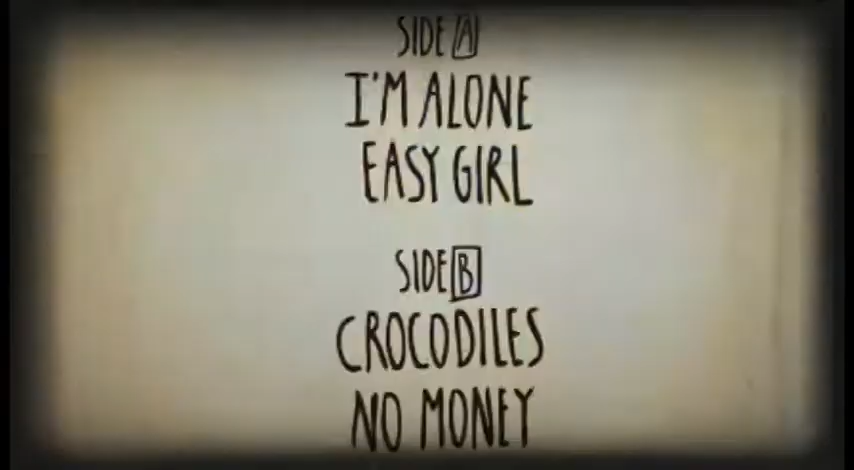 SIDE A
I'M ALONE
EASY GIRL
SIDE B
CROCODILES
NO MONEY